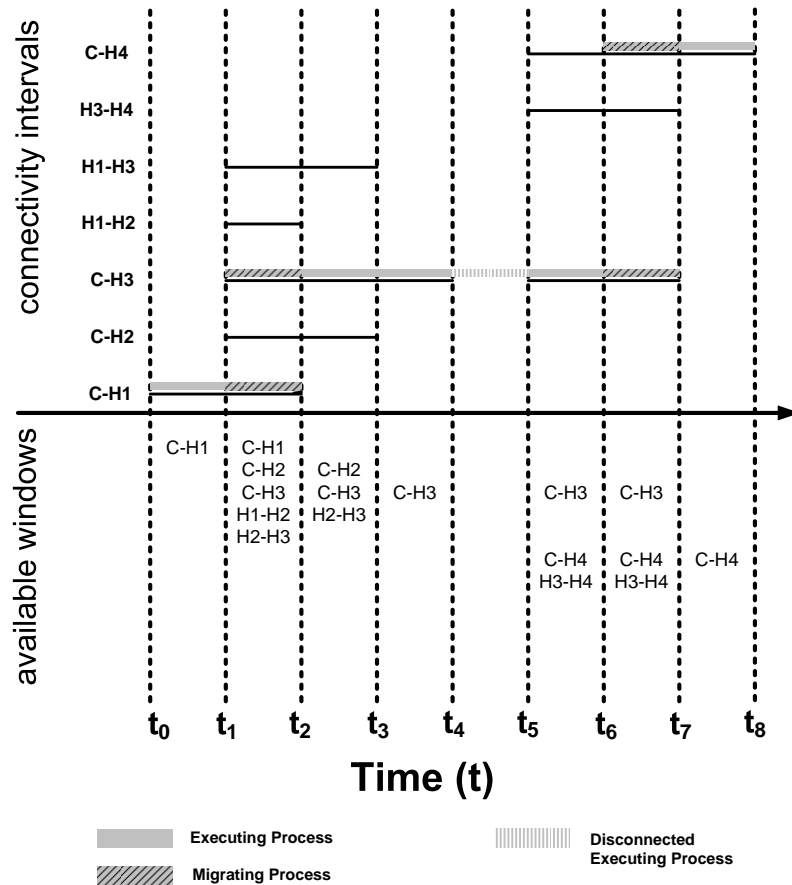 connectivity intervals
C-H4
H3-H4
H1-H3
H1-H2
C-H3
C-H2
C-H1
available windows
C-H1
C-H1
C-H2
C-H3
H1-H2
H2-H3
C-H2
C-H3
H2-H3
C-H3
C-H3
C-H4
H3-H4
C-H3
C-H4
H3-H4
C-H4
t0 t1 t2 t3 t4 t5 t6 t7 t8
Time (t)
Executing Process
Migrating Process
Disconnected
Executing Process